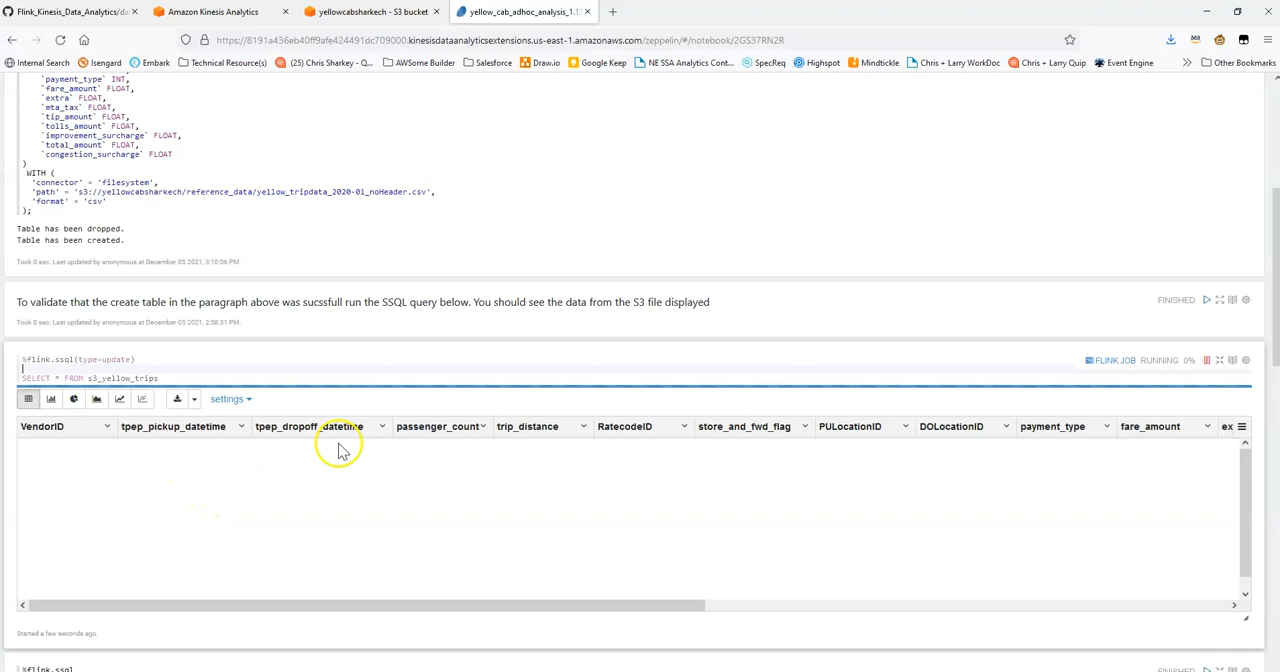 Flink_Kinesis_Data_Analytics/da
Amazon Kinesis Analytics
yellowcabsharkech - S3 bucket
yellow_cab_adhoc_analysis_1.1
https://8191a436eb40ff9afe424491dc709000.kinesisdataanalyticsextensions.us-east-1.amazonaws.com/zeppelin/#/notebook/2GS37RN2R
Internal Search
Isengard
Embark
Technical Resource(s)
(25) Chris Sharkey - Q...
AWSome Builder
Salesforce
Draw.io
Google Keep
NE SSA Analytics Cont...
SpecReq
Highspot
Mindtickle
Chris + Larry WorkDoc
Chris + Larry Quip
Event Engine
Other Bookmarks
`payment_type` INT,
`fare_amount` FLOAT,
`extra` FLOAT,
`mta_tax` FLOAT,
`tip_amount` FLOAT,
`tolls_amount` FLOAT,
`improvement_surcharge` FLOAT,
`total_amount` FLOAT,
`congestion_surcharge` FLOAT
)
WITH (
'connector' = 'filesystem',
'path' = 's3://yellowcabsharkech/reference_data/yellow_tripdata_2020-01_noHeader.csv',
'format' = 'csv'
);
Table has been dropped.
Table has been created.
Took 0 sec. Last updated by anonymous at December 05 2021, 3:10:06 PM.
To validate that the create table in the paragraph above was sucssfull run the SSQL query below. You should see the data from the S3 file displayed
FINISHED
Took 0 sec. Last updated by anonymous at December 05 2021, 2:58:31 PM.
%flink.ssql(type=update)
FLINK JOB RUNNING 0%
SELECT * FROM s3_yellow_trips
settings
VendorID tpep_pickup_datetime tpep_dropoff_datetime passenger_count trip_distance RatecodeID store_and_fwd_flag PULocationID DOLocationID payment_type fare_amount ex
Started a few seconds ago.
%flink.ssql
FINISHED